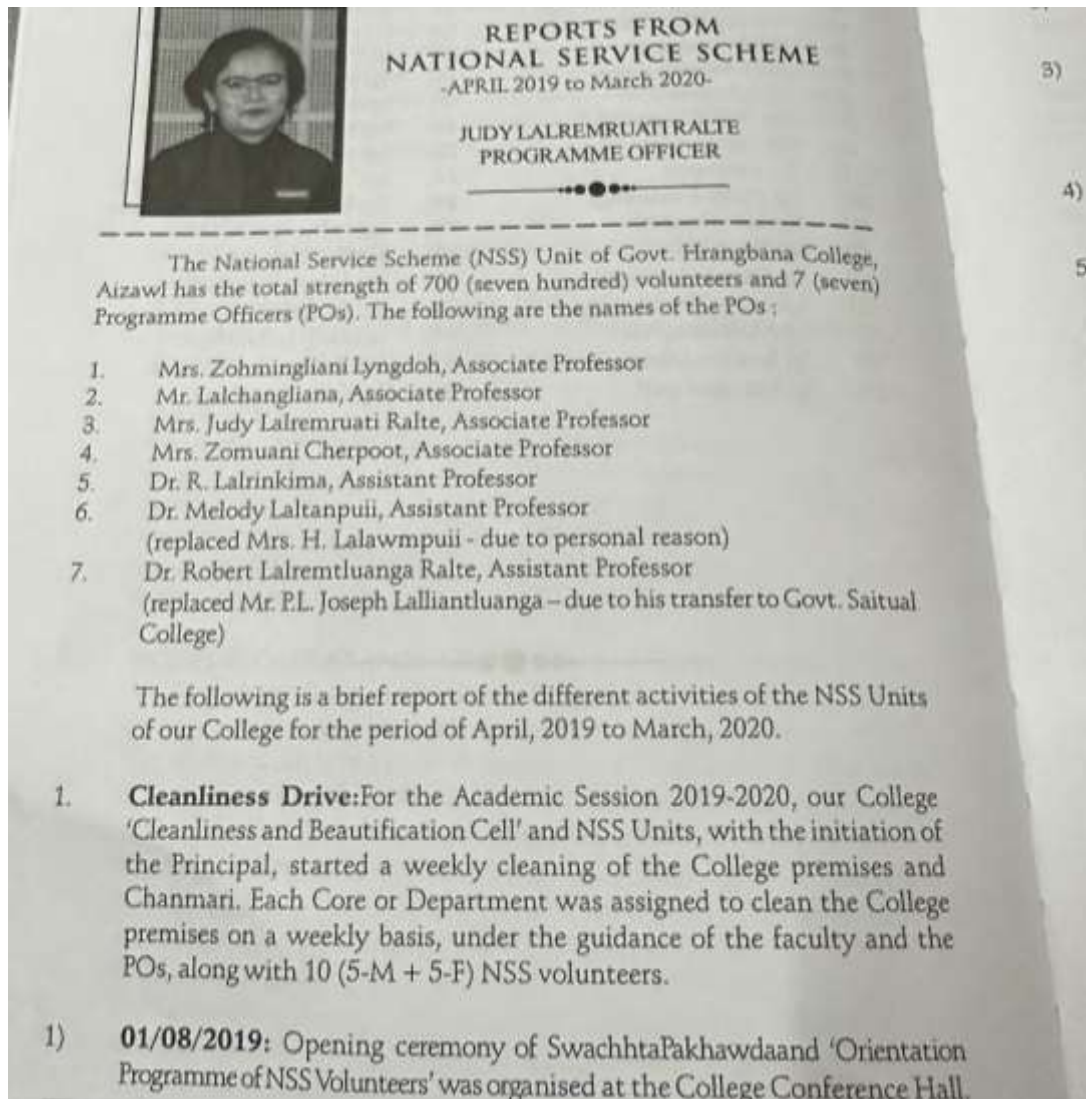 REPORTS FROM
NATIONAL SERVICE SCHEME
-APRIL 2019 to March 2020-
JUDY LALREMRUATI RALTE
PROGRAMME OFFICER
The National Service Scheme (NSS) Unit of Govt. Hrangbana College,
Aizawl has the total strength of 700 (seven hundred) volunteers and 7 (seven)
Programme Officers (POs). The following are the names of the POs :
1. Mrs. Zohmingliani Lyngdoh, Associate Professor
2. Mr. Lalchangliana, Associate Professor
3. Mrs. Judy Lalremruati Ralte, Associate Professor
4. Mrs. Zomuani Cherpoot, Associate Professor
5. Dr. R. Lalrinkima, Assistant Professor
6. Dr. Melody Laltanpuii, Assistant Professor
(replaced Mrs. H. Lalawmpuii - due to personal reason)
7. Dr. Robert Lalremtluanga Ralte, Assistant Professor
(replaced Mr. P.L. Joseph Lalliantluanga – due to his transfer to Govt. Saitual
College)
The following is a brief report of the different activities of the NSS Units
of our College for the period of April, 2019 to March, 2020.
1. Cleanliness Drive:For the Academic Session 2019-2020, our College
'Cleanliness and Beautification Cell' and NSS Units, with the initiation of
the Principal, started a weekly cleaning of the College premises and
Chanmari. Each Core or Department was assigned to clean the College
premises on a weekly basis, under the guidance of the faculty and the
POs, along with 10 (5-M + 5-F) NSS volunteers.
1) 01/08/2019: Opening ceremony of SwachhtaPakhawdaand 'Orientation
Programme of NSS Volunteers' was organised at the College Conference Hall.
3)
4)
5